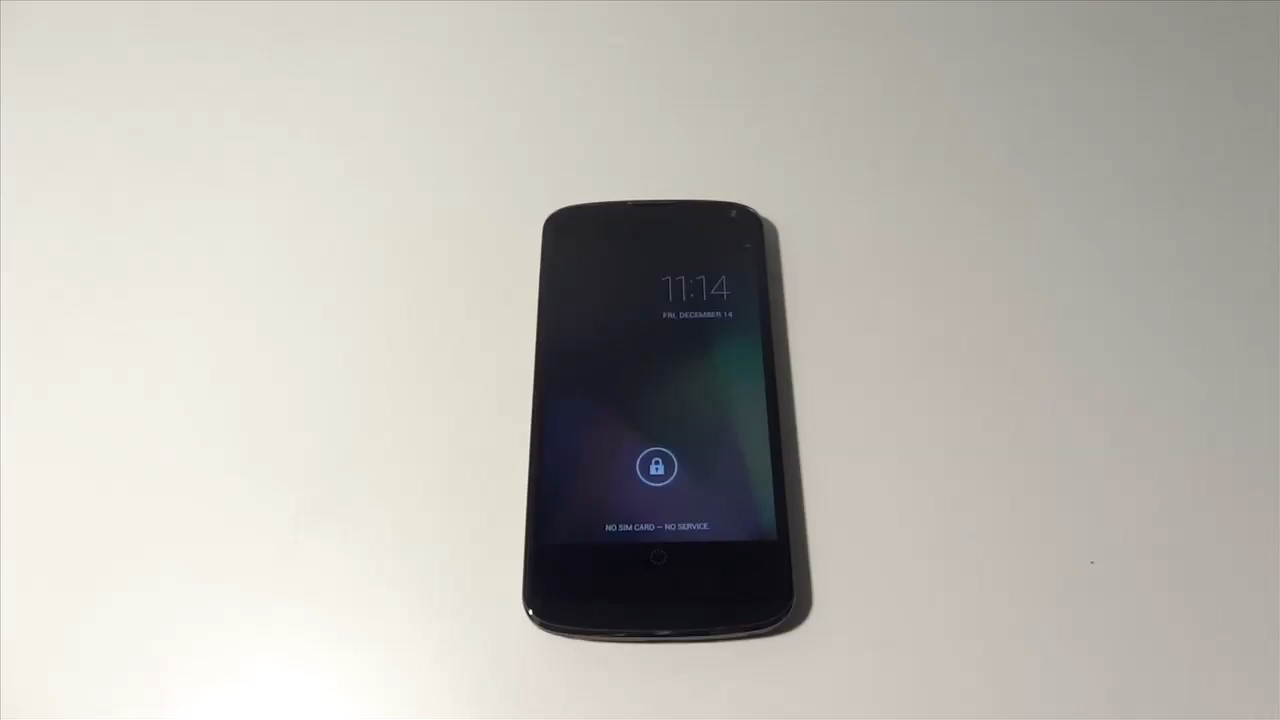 11:14
FRI, DECEMBER 14
NO SIM CARD — NO SERVICE.